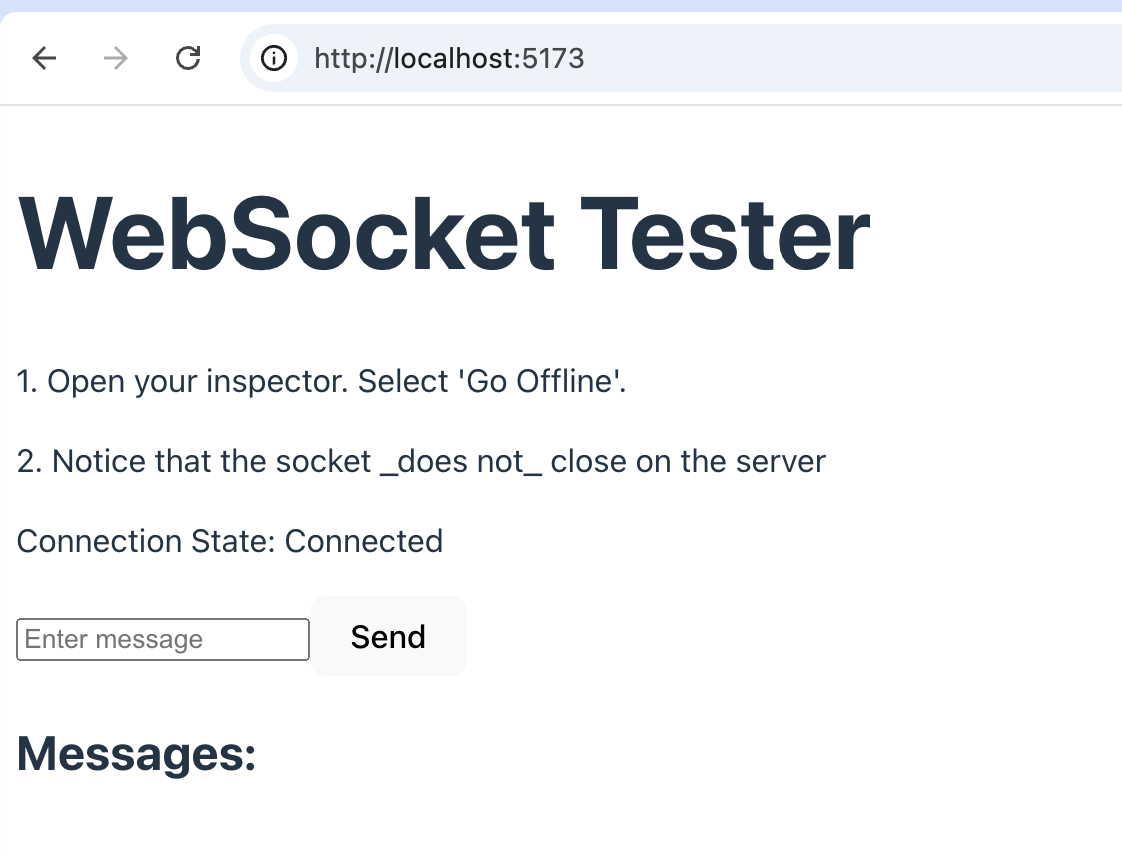 http://localhost:5173
WebSocket Tester
1. Open your inspector. Select 'Go Offline'.
2. Notice that the socket _does not_ close on the server
Connection State: Connected
Enter message
Send
Messages: